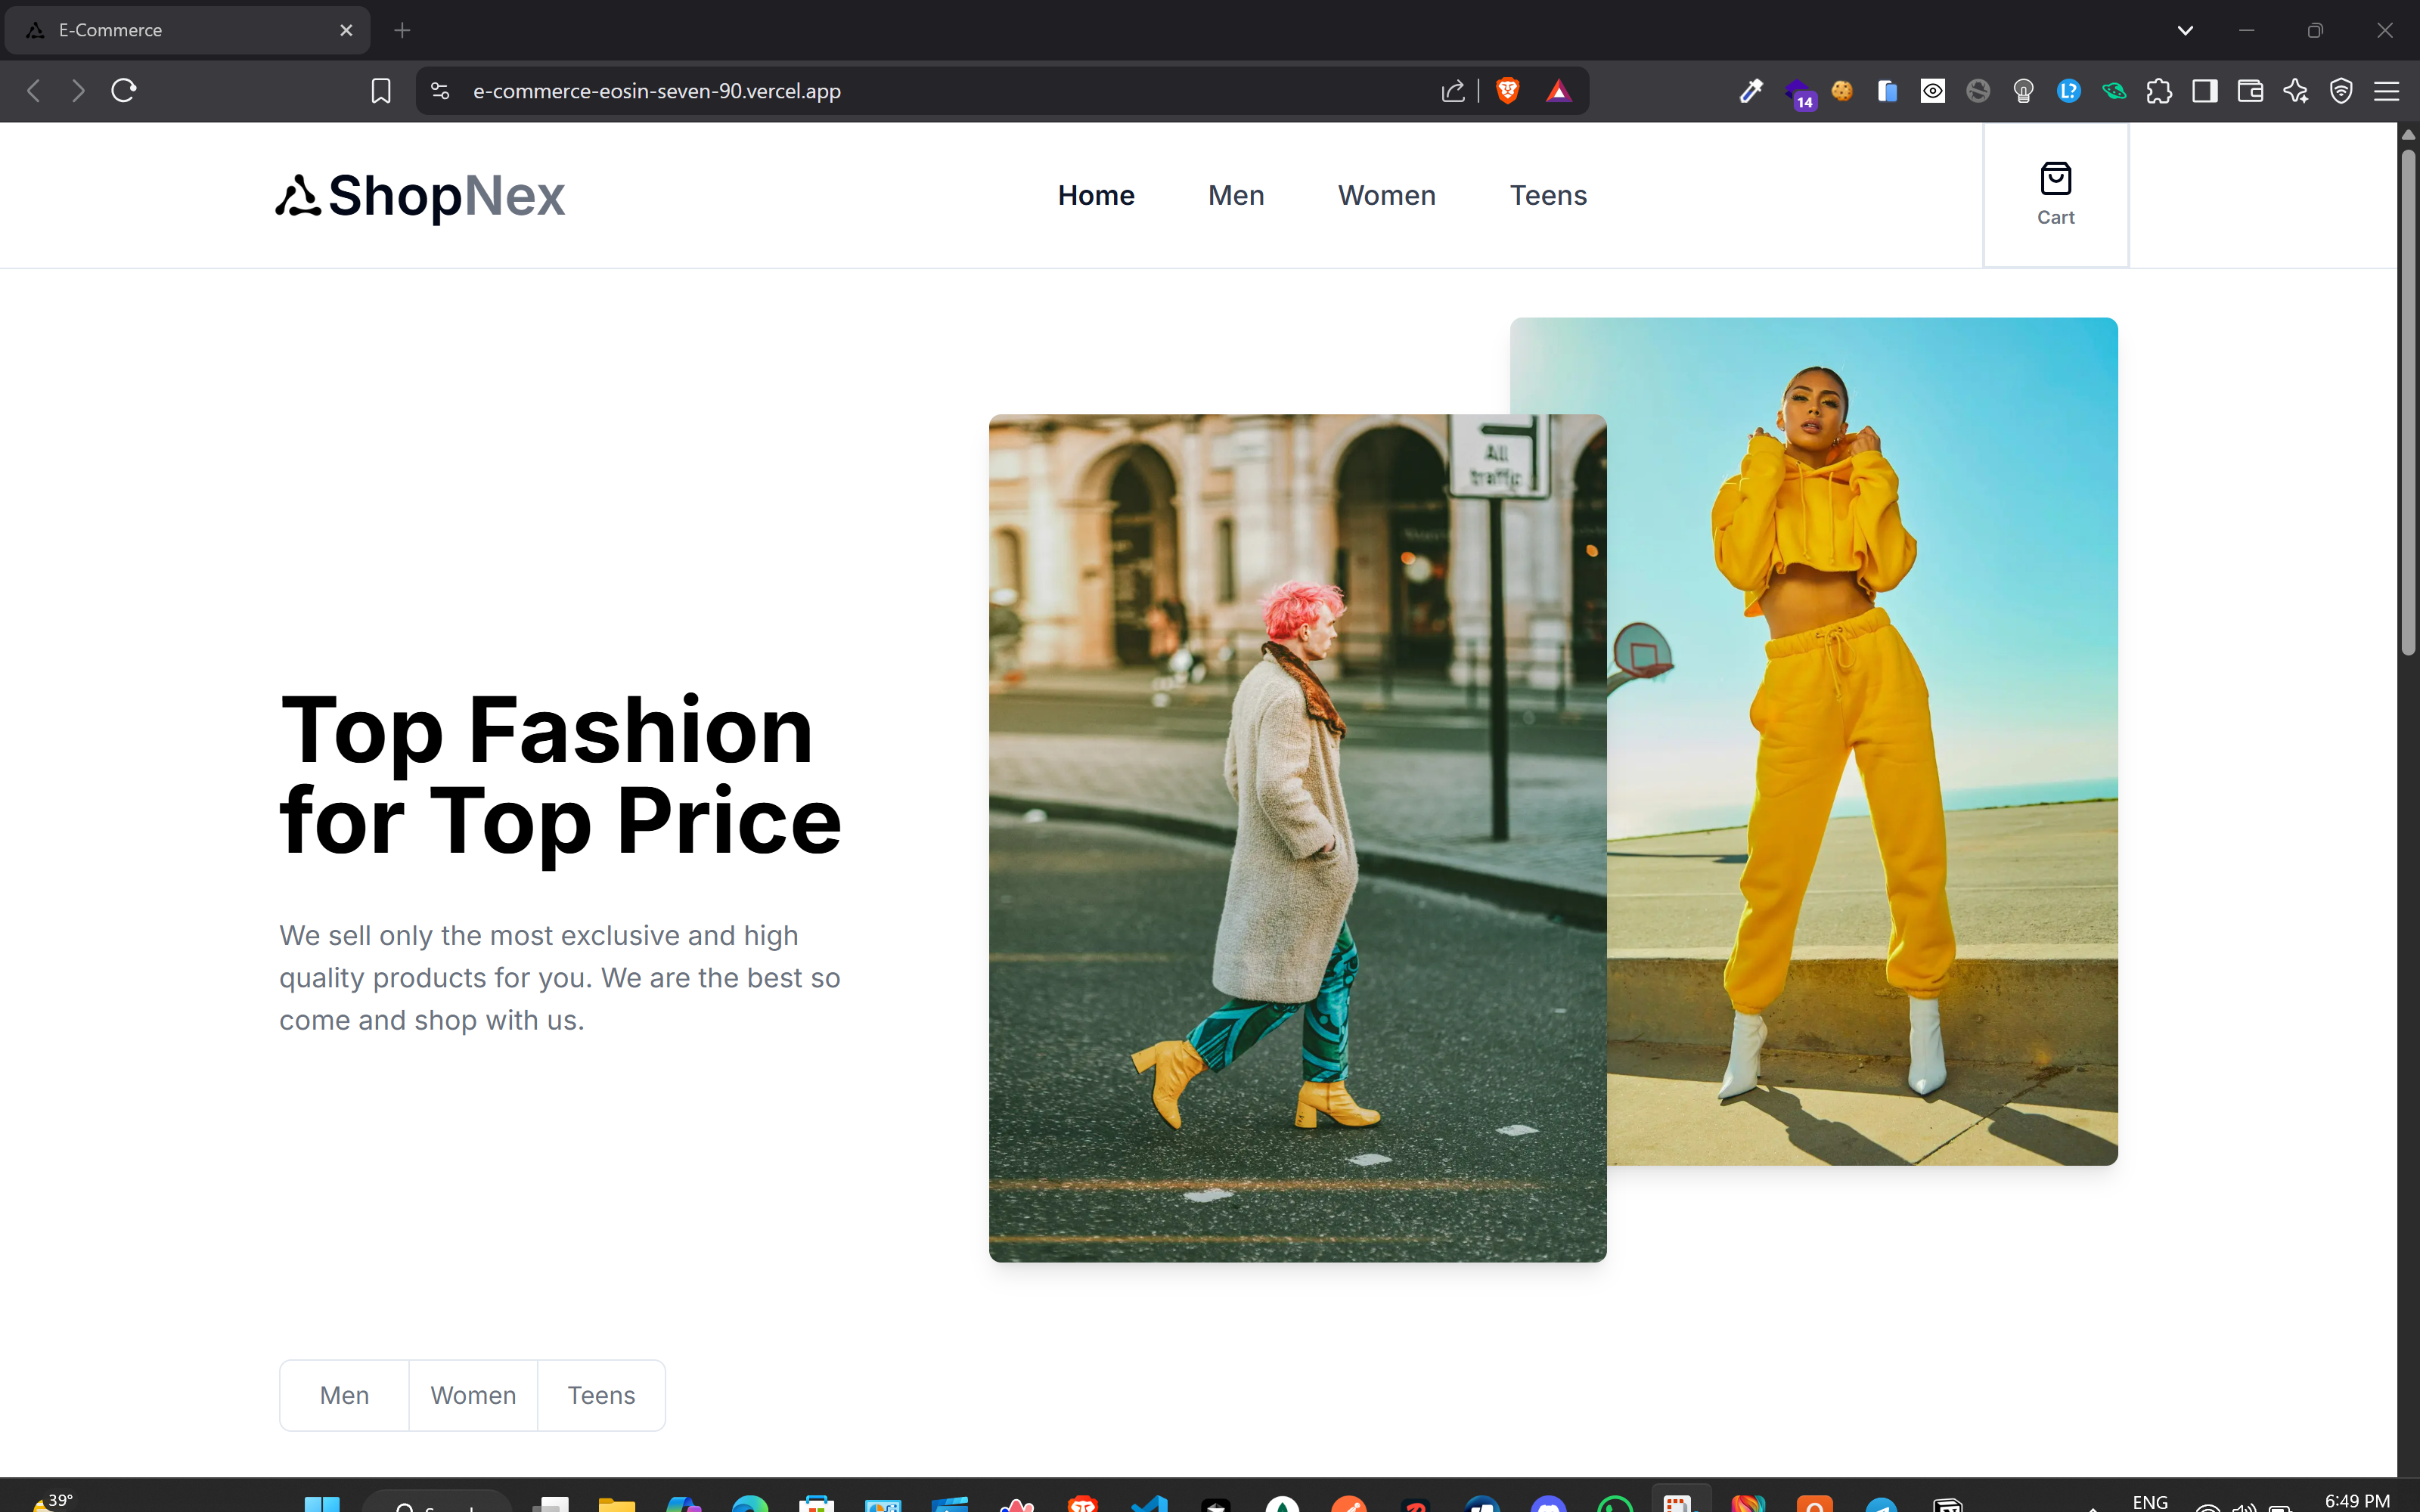 E-Commerce
e-commerce-eosin-seven-90.vercel.app
14
L?
ShopNex
Home
Men
Women
Teens
Cart
All
traffic
Top Fashion
for Top Price
We sell only the most exclusive and high
quality products for you. We are the best so
come and shop with us.
Men
Women
Teens
39°
ENG
6:49 PM